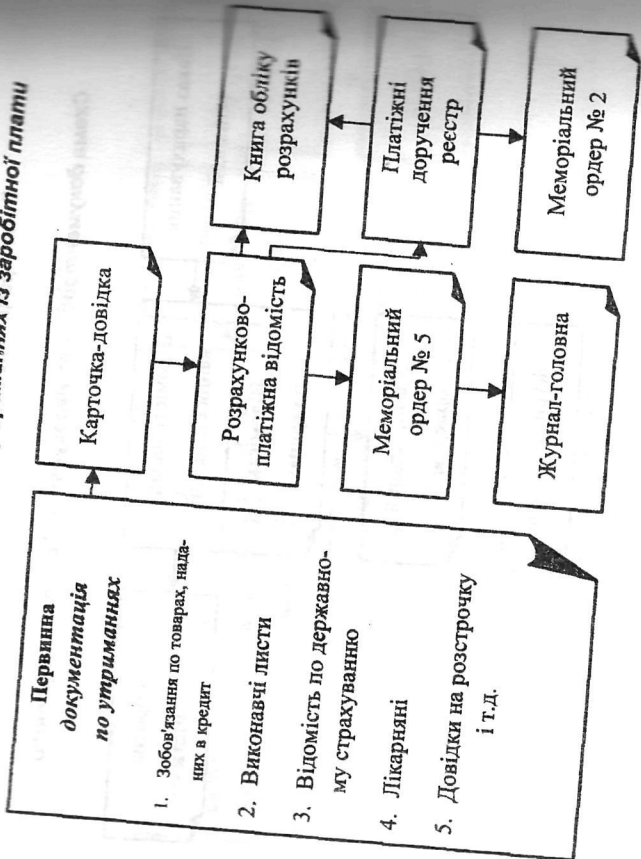 из заробітної плати
Первинна
документація
по утриманнях
1. Зобов'язання по товарах, нада-
них в кредит
2. Виконавчі листи
3. Відомість по державно-
му страхуванню
4. Лікарняні
5. Довідки на розстрочку
і т.д.
Карточка-довідка
Розрахунково-
платіжна відомість
Книга обліку
розрахунків
Меморіальний
ордер № 5
Платіжні
доручення
реєстр
Журнал-головна
Меморіальний
ордер № 2